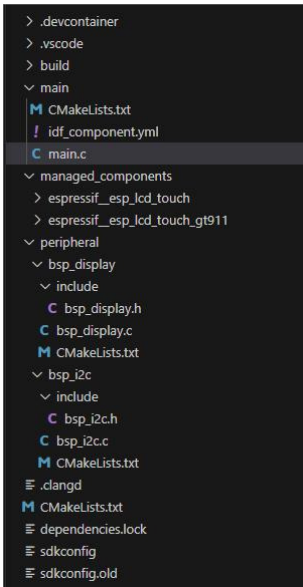 .devcontainer
.vscode
build
main
CMakeLists.txt
idf_component.yml
main.c
managed_components
espressif__esp_lcd_touch
espressif__esp_lcd_touch_gt911
peripheral
bsp_display
include
bsp_display.h
bsp_display.c
CMakeLists.txt
bsp_i2c
include
bsp_i2c.h
bsp_i2c.c
CMakeLists.txt
.clangd
CMakeLists.txt
dependencies.lock
sdkconfig
sdkconfig.old